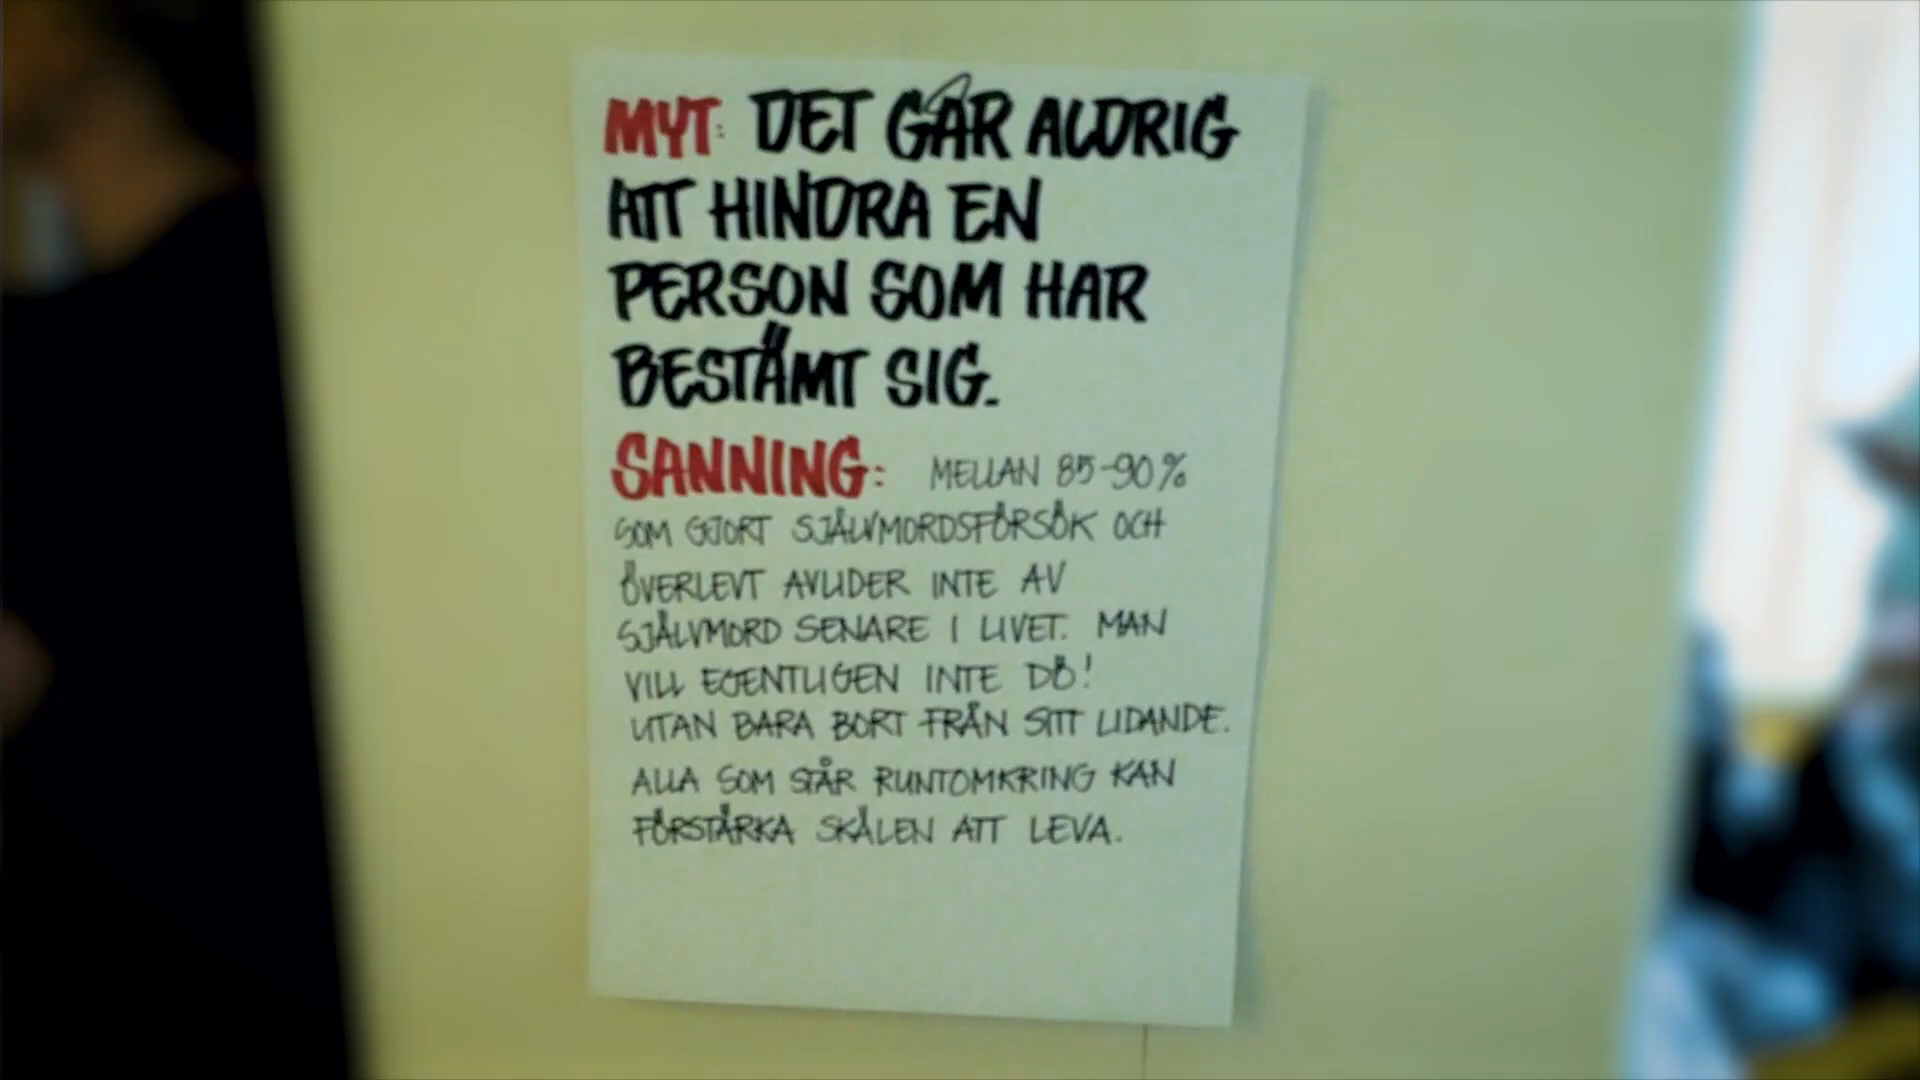 MYT: DET GÅR ALDRIG
ATT HINDRA EN
PERSON SOM HAR
BESTÄMT SIG.
SANNING: MELLAN 85-90%
SOM GJORT SJÄLVMORDSFÖRSÖK OCH
ÖVERLEVT AVLIDER INTE AV
SJÄLVMORD SENARE I LIVET. MAN
VILL EGENTLIGEN INTE DÖ!
UTAN BARA BORT FRÅN SITT LIDANDE.
ALLA SOM STÅR RUNTOMKRING KAN
FÖRSTÄRKA SKÄLEN ATT LEVA.